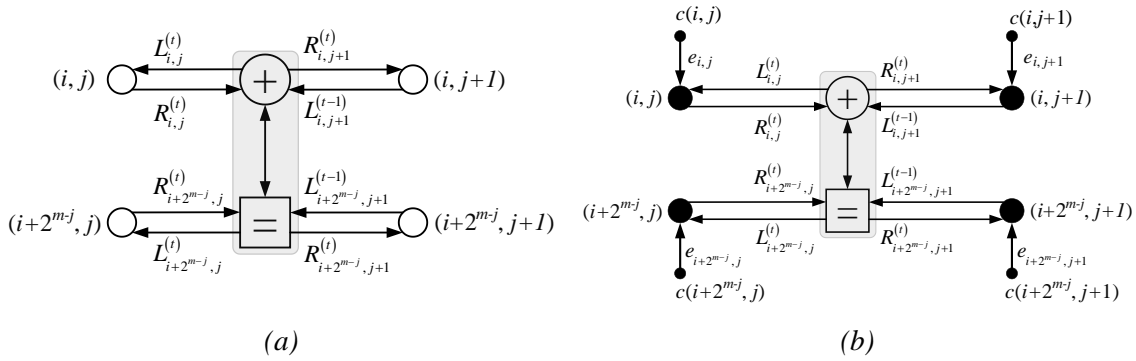 (a)
L_{i,j}^{(t)} R_{i,j+1}^{(t)}
(i, j) + (i, j+1)
R_{i,j}^{(t)} L_{i,j+1}^{(t-1)}
R_{i+2^{m-j},j}^{(t)} L_{i+2^{m-j},j+1}^{(t-1)}
(i+2^{m-j}, j) = (i+2^{m-j}, j+1)
L_{i+2^{m-j},j}^{(t)} R_{i+2^{m-j},j+1}^{(t)}
c(i, j) c(i,j+1)
e_{i,j} e_{i,j+1}
L_{i,j}^{(t)} R_{i,j+1}^{(t)}
(i, j) + (i, j+1)
R_{i,j}^{(t)} L_{i,j+1}^{(t-1)}
R_{i+2^{m-j},j}^{(t)} L_{i+2^{m-j},j+1}^{(t-1)}
(i+2^{m-j}, j) = (i+2^{m-j}, j+1)
L_{i+2^{m-j},j}^{(t)} R_{i+2^{m-j},j+1}^{(t)}
e_{i+2^{m-j},j} e_{i+2^{m-j},j+1}
c(i+2^{m-j}, j) c(i+2^{m-j}, j+1)
(b)